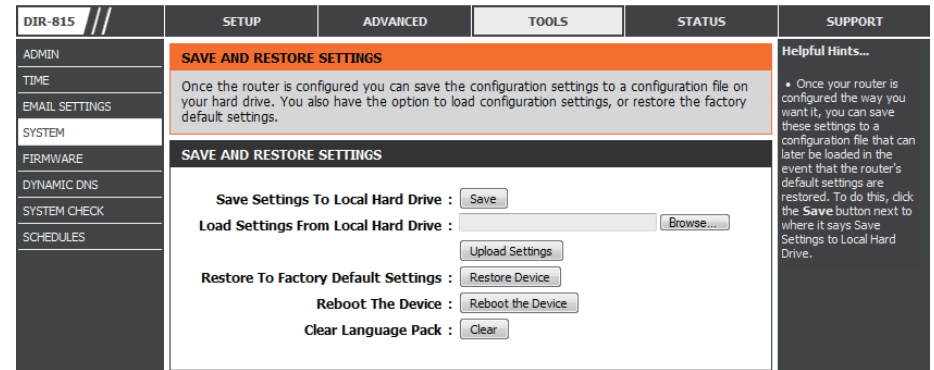 DIR-815
SETUP
ADVANCED
TOOLS
STATUS
SUPPORT
ADMIN
TIME
EMAIL SETTINGS
SYSTEM
FIRMWARE
DYNAMIC DNS
SYSTEM CHECK
SCHEDULES
SAVE AND RESTORE SETTINGS
Once the router is configured you can save the configuration settings to a configuration file on
your hard drive. You also have the option to load configuration settings, or restore the factory
default settings.
SAVE AND RESTORE SETTINGS
Save Settings To Local Hard Drive : Save
Load Settings From Local Hard Drive : Browse...
Upload Settings
Restore To Factory Default Settings : Restore Device
Reboot The Device : Reboot the Device
Clear Language Pack : Clear
Helpful Hints...
• Once your router is
configured the way you
want it, you can save
these settings to a
configuration file that can
later be loaded in the
event that the router's
default settings are
restored. To do this, click
the Save button next to
where it says Save
Settings to Local Hard
Drive.